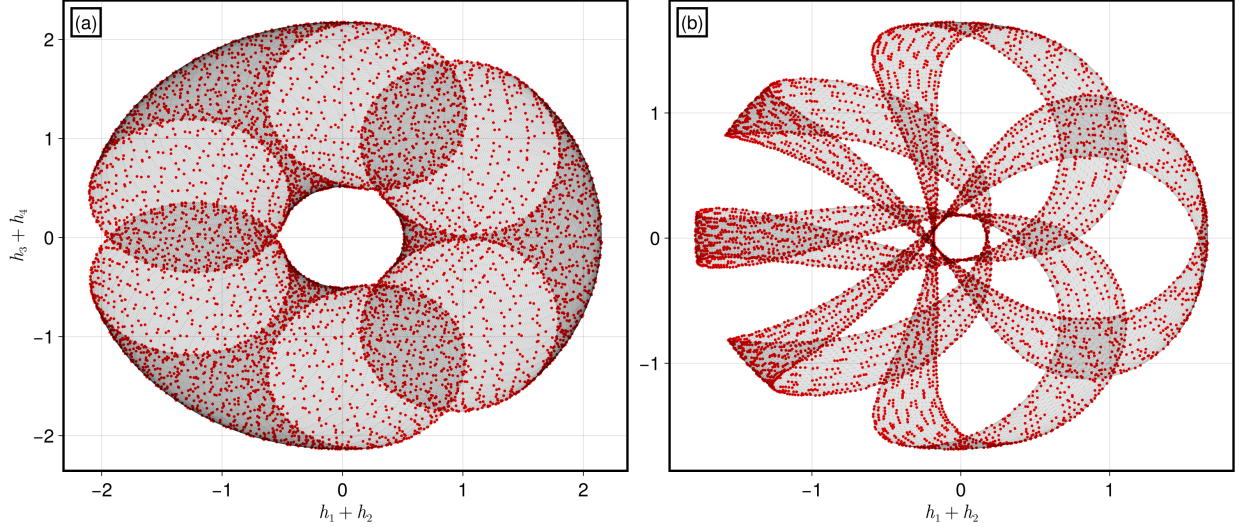 (a)
2
1
0
−1
−2
h₃ + h₄
−2 −1 0 1 2
h₁ + h₂
(b)
1
0
−1
−1 0 1
h₁ + h₂